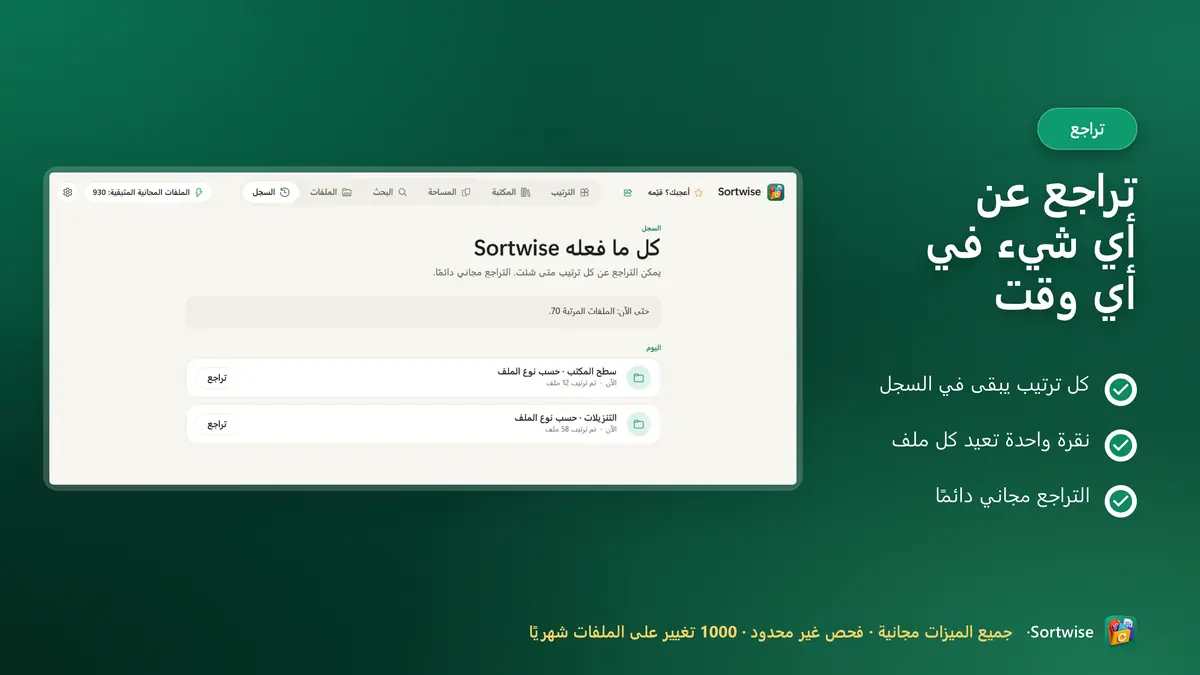 تراجع
تراجع عن
أي شيء في
أي وقت
كل ترتيب يبقى في السجل
نقرة واحدة تعيد كل ملف
التراجع مجاني دائمًا
Sortwise
أعجبك؟ قيّمه
الترتيب
المكتبة
المساحة
البحث
الملفات
السجل
الملفات المجانية المتبقية: 930
السجل
كل ما فعله Sortwise
يمكن التراجع عن كل ترتيب متى شئت. التراجع مجاني دائمًا.
حتى الآن: الملفات المرتبة 70.
اليوم
سطح المكتب · حسب نوع الملف
الآن · تم ترتيب 12 ملف
تراجع
التنزيلات · حسب نوع الملف
الآن · تم ترتيب 58 ملف
تراجع
Sortwise· جميع الميزات مجانية · فحص غير محدود · 1000 تغيير على الملفات شهريًا